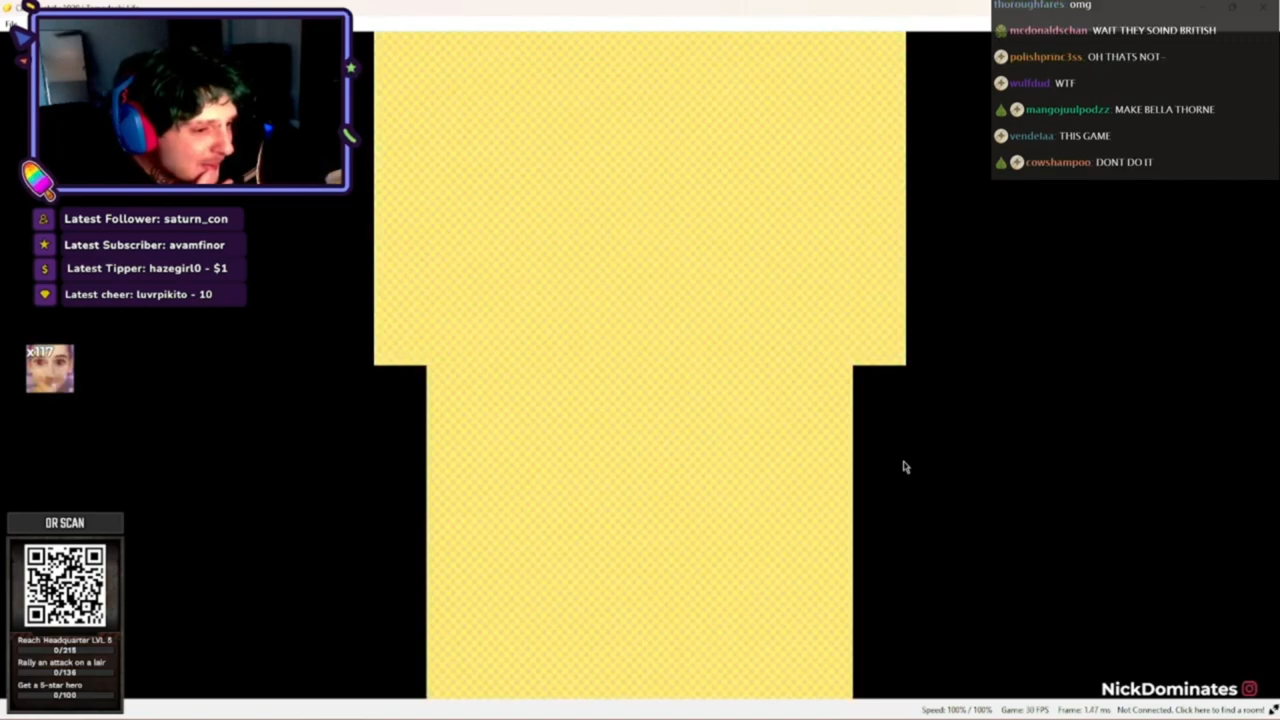 File
thoroughfares: omg
mcdonaldschan: WAIT THEY SOIND BRITISH
polishprinc3ss: OH THATS NOT-
wulfdud: WTF
mangojuulpodzz: MAKE BELLA THORNE
vendetaa: THIS GAME
cowshampoo: DONT DO IT
Latest Follower: saturn_con
Latest Subscriber: avamfinor
Latest Tipper: hazegirl0 - $1
Latest cheer: luvrpikito - 10
x117
OR SCAN
Reach Headquarter LVL 8
0/215
Rally an attack on a lair
0/136
Get a 5-star hero
0/100
NickDominates
Speed: 100% / 100% Game: 30 FPS Frame: 1.47 ms Not Connected. Click here to find a room!